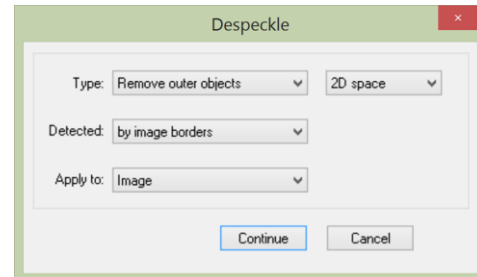 Despeckle
×
Type: Remove outer objects 2D space
Detected: by image borders
Apply to: Image
Continue Cancel